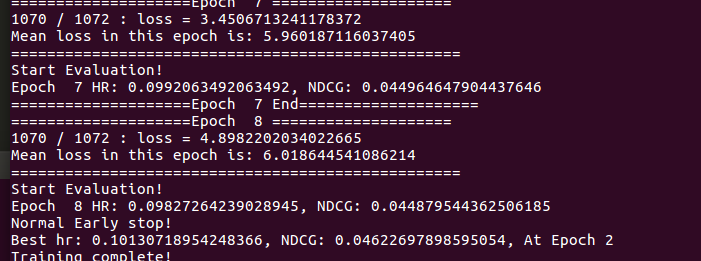 ====================Epoch  7 ====================
1070 / 1072 : loss = 3.4506713241178372
Mean loss in this epoch is: 5.960187116037405
==================================================
Start Evaluation!
Epoch  7 HR: 0.0992063492063492, NDCG: 0.044964647904437646
====================Epoch  7 End====================
====================Epoch  8 ====================
1070 / 1072 : loss = 4.8982202034022665
Mean loss in this epoch is: 6.018644541086214
==================================================
Start Evaluation!
Epoch  8 HR: 0.09827264239028945, NDCG: 0.044879544362506185
Normal Early stop!
Best hr: 0.10130718954248366, NDCG: 0.04622697898595054, At Epoch 2
Training complete!